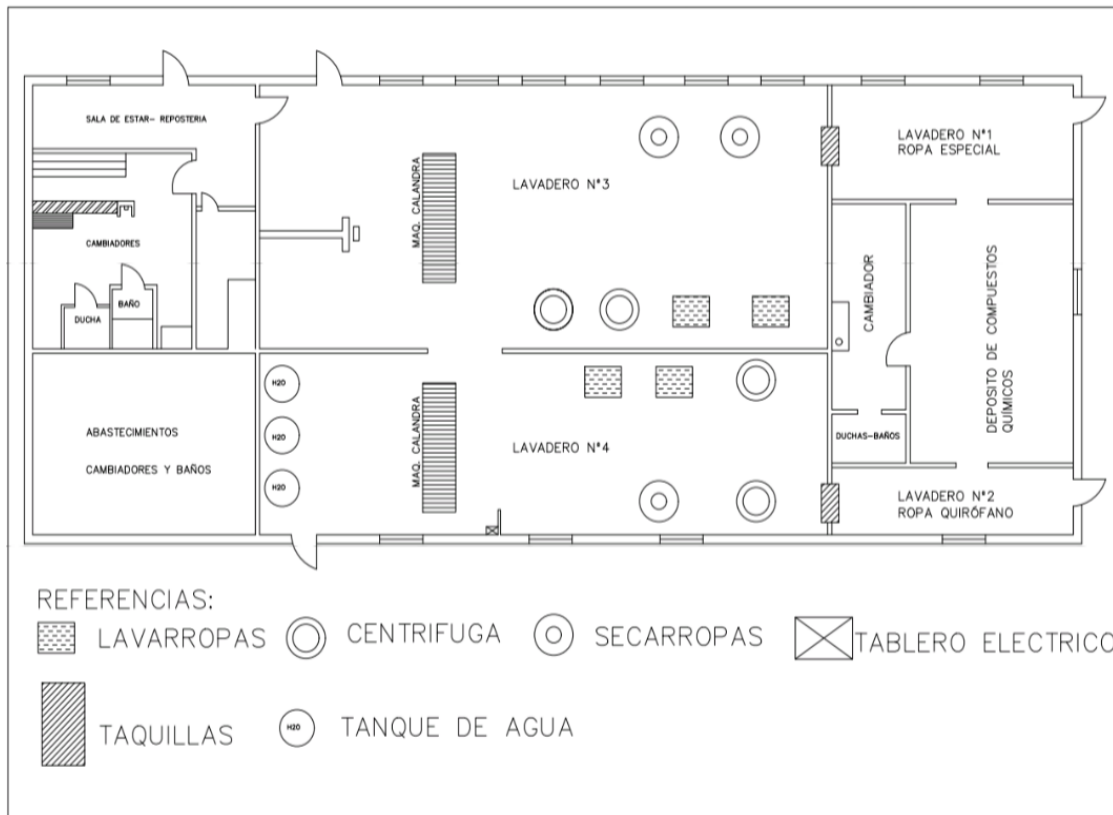 SALA DE ESTAR- REPOSTERIA
LAVADERO N°3
LAVADERO N°1
ROPA ESPECIAL
MAQ. CALANDRA
CAMBIADORES
BAÑO
DUCHA
CAMBIADOR
DEPOSITO DE COMPUESTOS
QUÍMICOS
H2O
H2O
H2O
ABASTECIMIENTOS
CAMBIADORES Y BAÑOS
MAQ. CALANDRA
LAVADERO N°4
DUCHAS-BAÑOS
LAVADERO N°2
ROPA QUIRÓFANO
REFERENCIAS:
LAVARROPAS
CENTRIFUGA
SECARROPAS
TABLERO ELECTRICO
TAQUILLAS
H2O
TANQUE DE AGUA